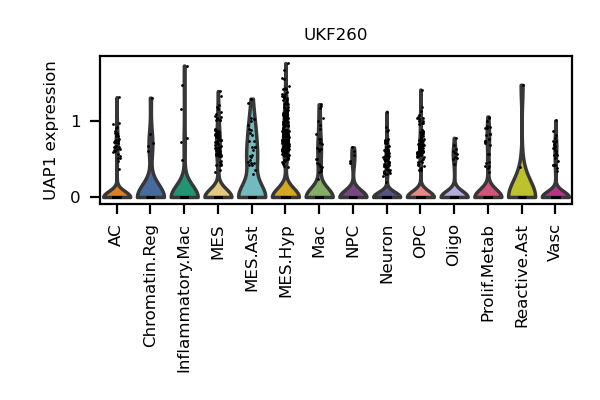 UKF260
UAP1 expression
1
0
AC
Chromatin.Reg
Inflammatory.Mac
MES
MES.Ast
MES.Hyp
Mac
NPC
Neuron
OPC
Oligo
Prolif.Metab
Reactive.Ast
Vasc